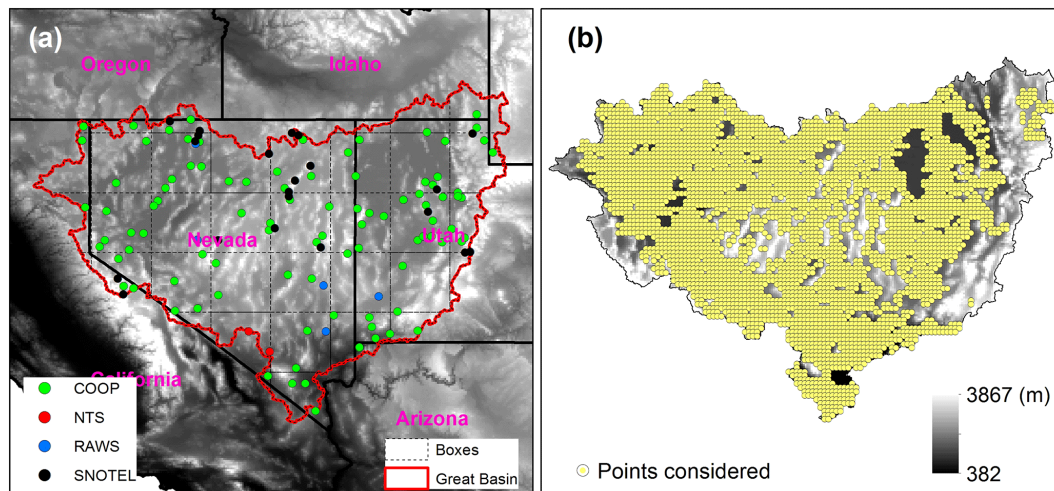 (a)
Oregon
Idaho
Nevada
Utah
California
Arizona
COOP
NTS
RAWS
SNOTEL
Boxes
Great Basin
(b)
3867 (m)
382
Points considered